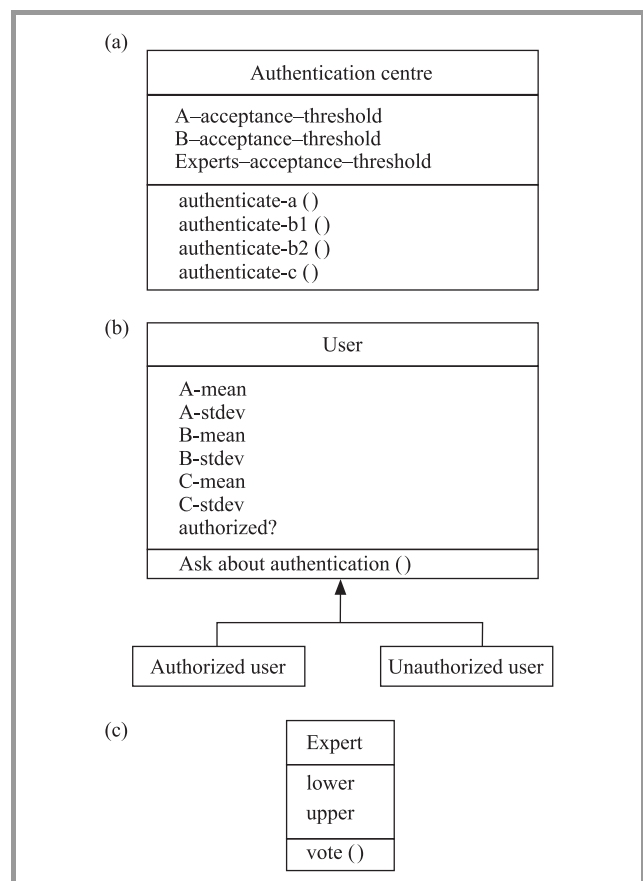 (a)
Authentication centre
A–acceptance–threshold
B–acceptance–threshold
Experts–acceptance–threshold
authenticate-a ()
authenticate-b1 ()
authenticate-b2 ()
authenticate-c ()
(b)
User
A-mean
A-stdev
B-mean
B-stdev
C-mean
C-stdev
authorized?
Ask about authentication ()
Authorized user
Unauthorized user
(c)
Expert
lower
upper
vote ()